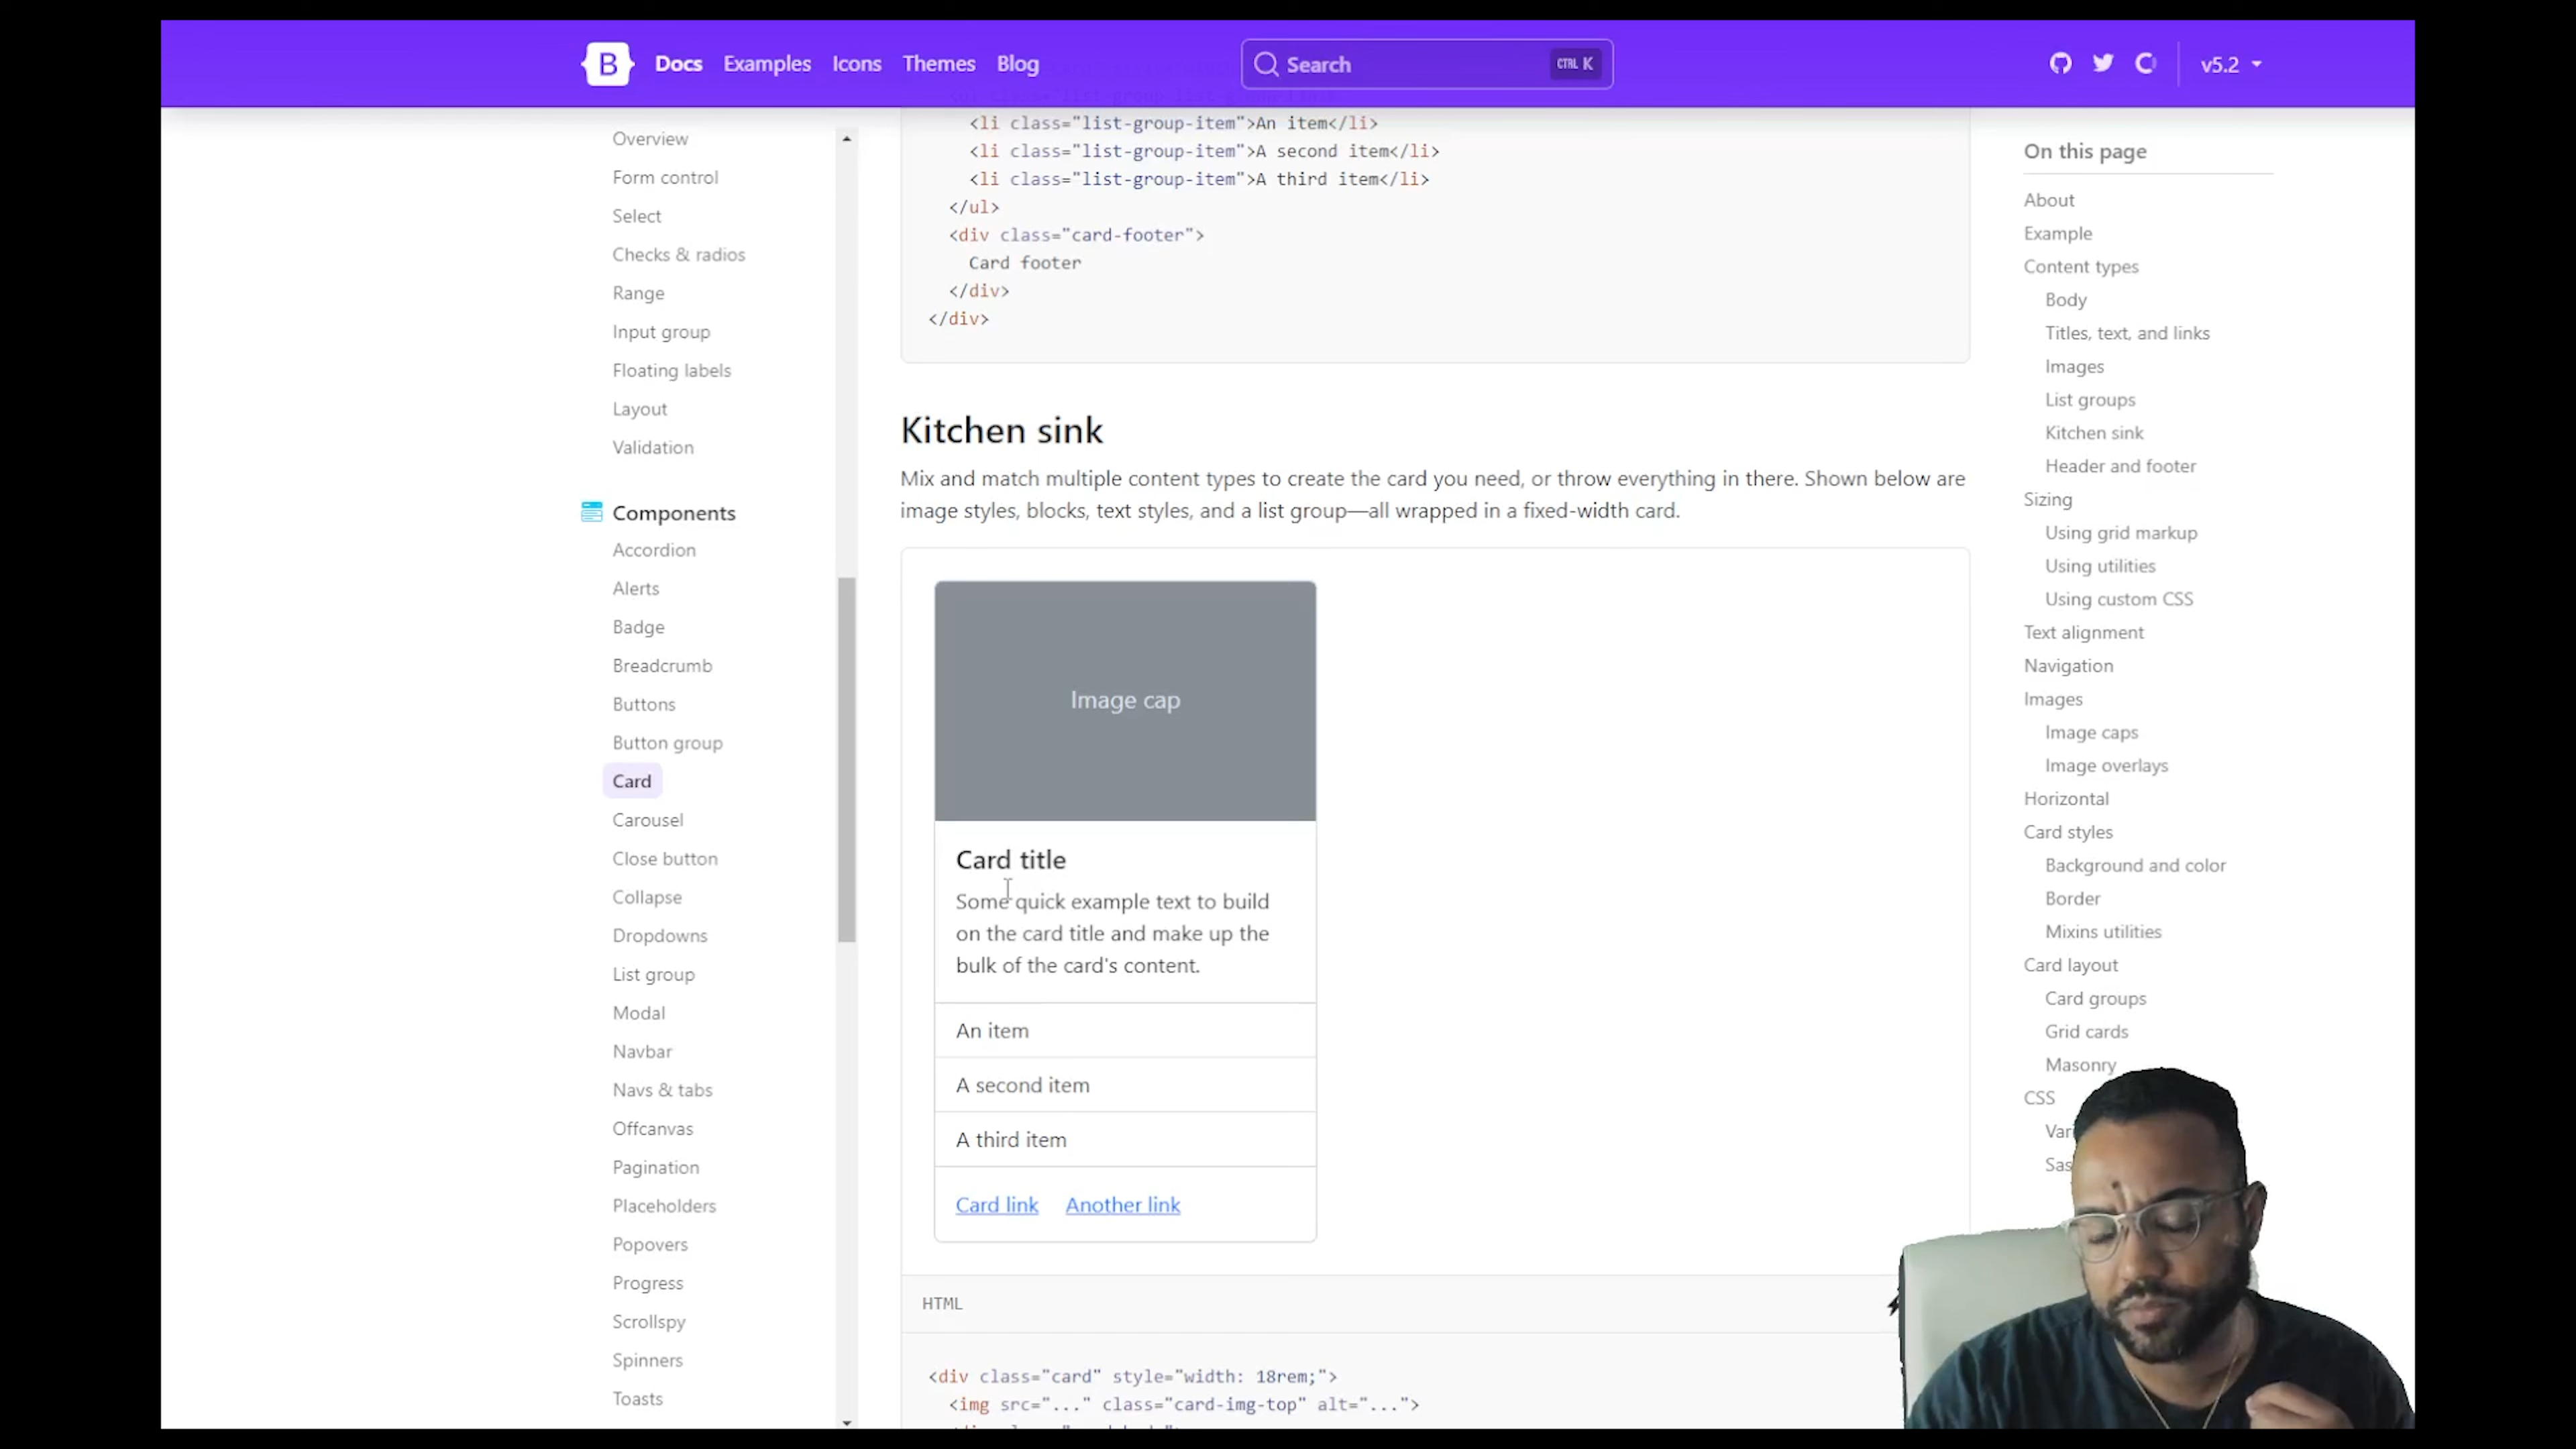 B Docs Examples Icons Themes Blog Search CTRL K v5.2
Overview
Form control
Select
Checks & radios
Range
Input group
Floating labels
Layout
Validation
Components
Accordion
Alerts
Badge
Breadcrumb
Buttons
Button group
Card
Carousel
Close button
Collapse
Dropdowns
List group
Modal
Navbar
Navs & tabs
Offcanvas
Pagination
Placeholders
Popovers
Progress
Scrollspy
Spinners
Toasts
<li class="list-group-item">An item</li>
<li class="list-group-item">A second item</li>
<li class="list-group-item">A third item</li>
</ul>
<div class="card-footer">
Card footer
</div>
</div>
Kitchen sink
Mix and match multiple content types to create the card you need, or throw everything in there. Shown below are
image styles, blocks, text styles, and a list group—all wrapped in a fixed-width card.
Image cap
Card title
Some quick example text to build
on the card title and make up the
bulk of the card's content.
An item
A second item
A third item
Card link Another link
HTML
<div class="card" style="width: 18rem;">
<img src="..." class="card-img-top" alt="...">
On this page
About
Example
Content types
Body
Titles, text, and links
Images
List groups
Kitchen sink
Header and footer
Sizing
Using grid markup
Using utilities
Using custom CSS
Text alignment
Navigation
Images
Image caps
Image overlays
Horizontal
Card styles
Background and color
Border
Mixins utilities
Card layout
Card groups
Grid cards
Masonry
CSS